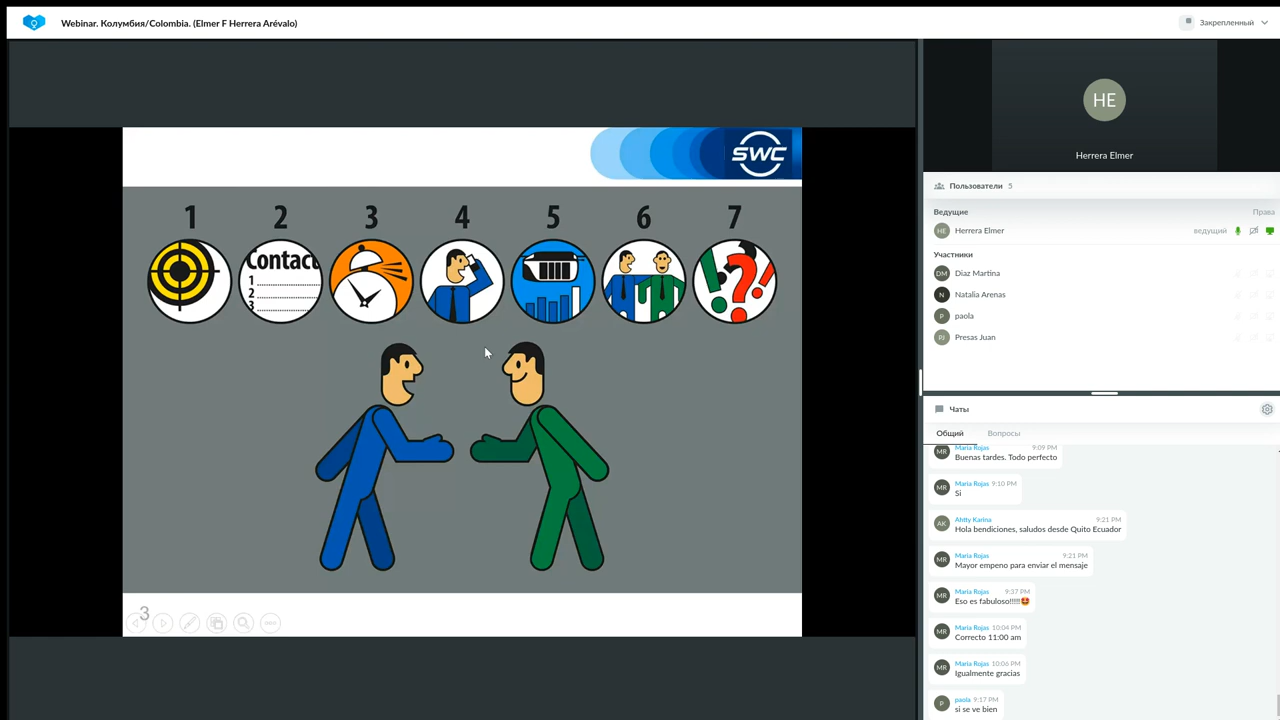 Webinar. Колумбия/Colombia. (Elmer F Herrera Arévalo)
Закрепленный
SWC
1 2 3 4 5 6 7
Contact
1
2
3
3
HE
Herrera Elmer
Пользователи 5
Ведущие Права
HE Herrera Elmer ведущий
Участники
DM Diaz Martina
N Natalia Arenas
P paola
PJ Presas Juan
Чаты
Общий Вопросы
MR Maria Rojas 9:09 PM
Buenas tardes. Todo perfecto
MR Maria Rojas 9:10 PM
Si
AK Ahtty Karina 9:21 PM
Hola bendiciones, saludos desde Quito Ecuador
MR Maria Rojas 9:21 PM
Mayor empeno para enviar el mensaje
MR Maria Rojas 9:37 PM
Eso es fabuloso!!!!!🤩
MR Maria Rojas 10:04 PM
Correcto 11:00 am
MR Maria Rojas 10:06 PM
Igualmente gracias
P paola 9:17 PM
si se ve bien